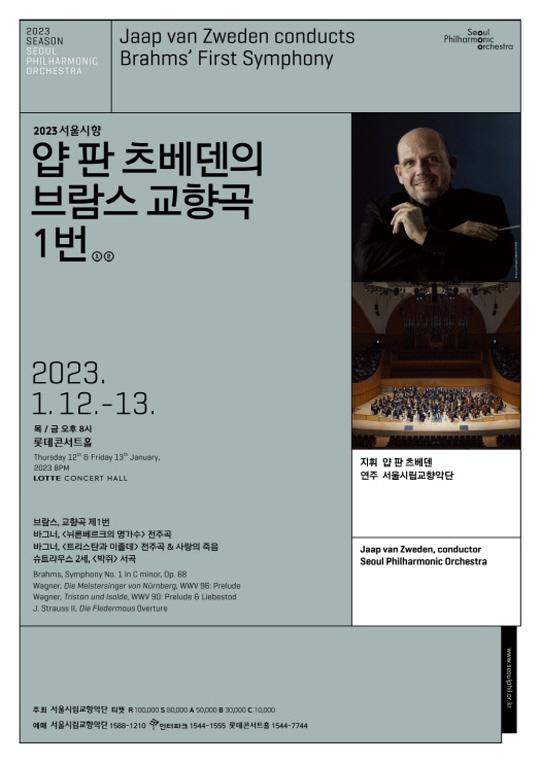 2023
SEASON
SEOUL
PHILHARMONIC
ORCHESTRA
Jaap van Zweden conducts
Brahms’ First Symphony
Seoul
Philharmonic
Orchestra
2023 서울시향
얍 판 츠베덴의
브람스 교향곡
1번①②
2023.
1. 12.–13.
목 / 금 오후 8시
롯데콘서트홀
Thursday 12th & Friday 13th January,
2023 8PM
LOTTE CONCERT HALL
브람스, 교향곡 제1번
바그너, <뉘른베르크의 명가수> 전주곡
바그너, <트리스탄과 이졸데> 전주곡 & 사랑의 죽음
슈트라우스 2세, <박쥐> 서곡
Brahms, Symphony No. 1 in C minor, Op. 68
Wagner, Die Meistersinger von Nürnberg, WWV 96: Prelude
Wagner, Tristan und Isolde, WWV 90: Prelude & Liebestod
J. Strauss II, Die Fledermaus Overture
지휘 얍 판 츠베덴
연주 서울시립교향악단
Jaap van Zweden, conductor
Seoul Philharmonic Orchestra
www.seoulphil.or.kr
주최 서울시립교향악단 티켓 R 100,000 S 80,000 A 50,000 B 30,000 C 10,000
예매 서울시립교향악단 1588-1210 인터파크 1544-1555 롯데콘서트홀 1544-7744